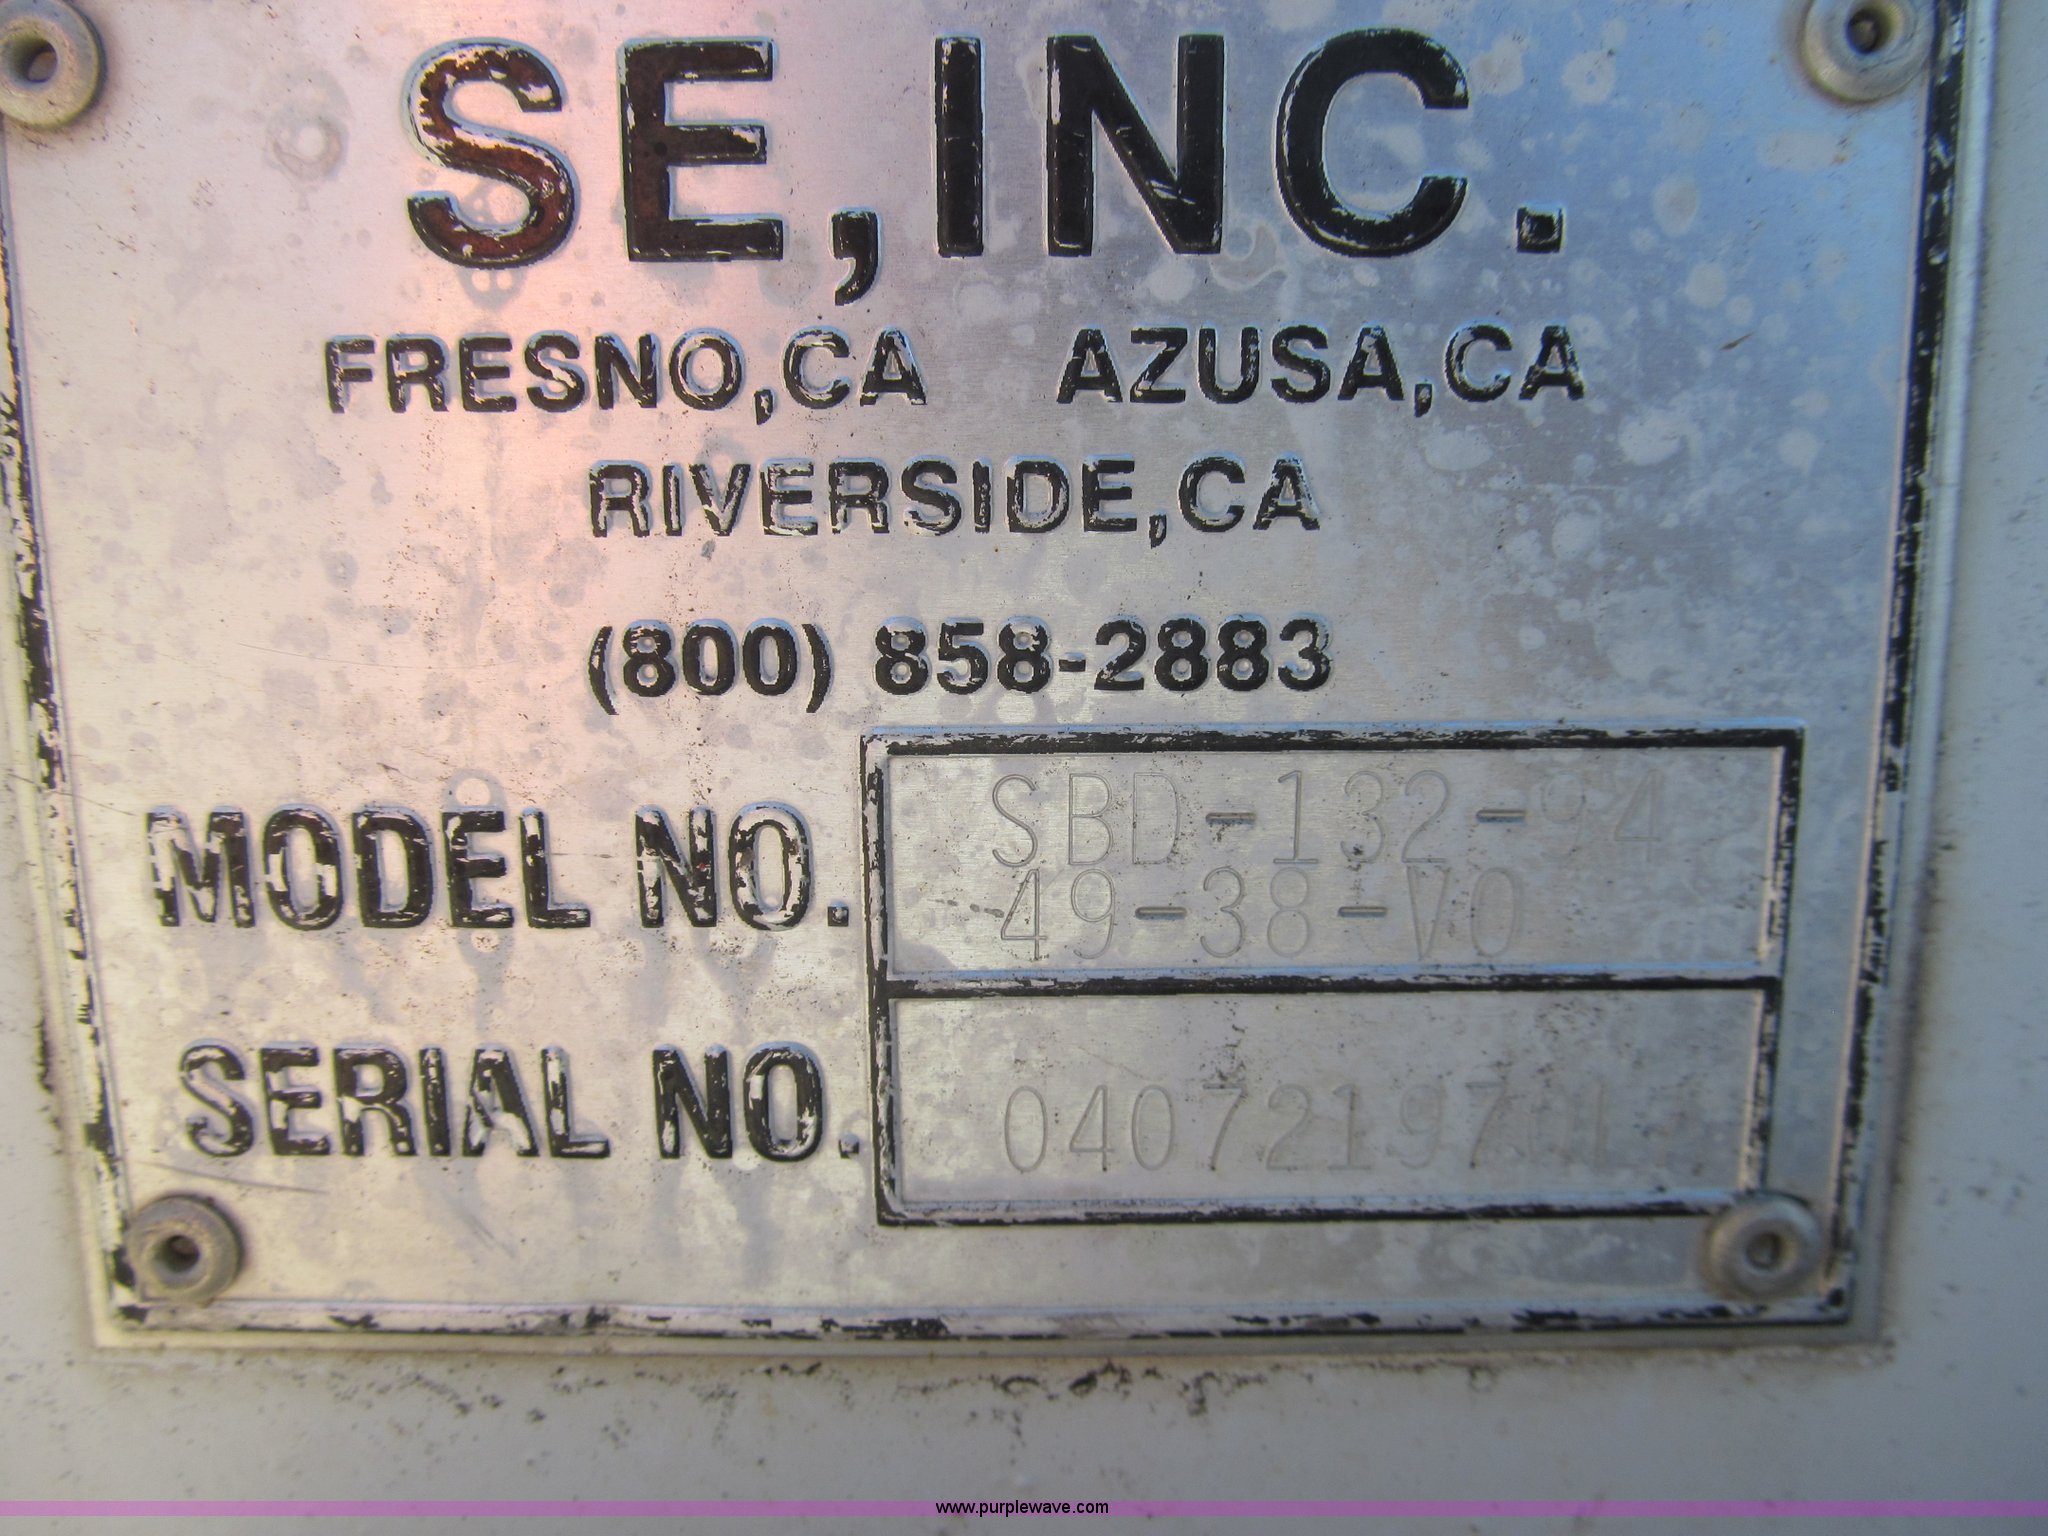 SE, INC.
FRESNO, CA AZUSA, CA
RIVERSIDE, CA
(800) 858-2883
MODEL NO. SBD-132-94
49-38-VO
SERIAL NO.
www.purplewave.com